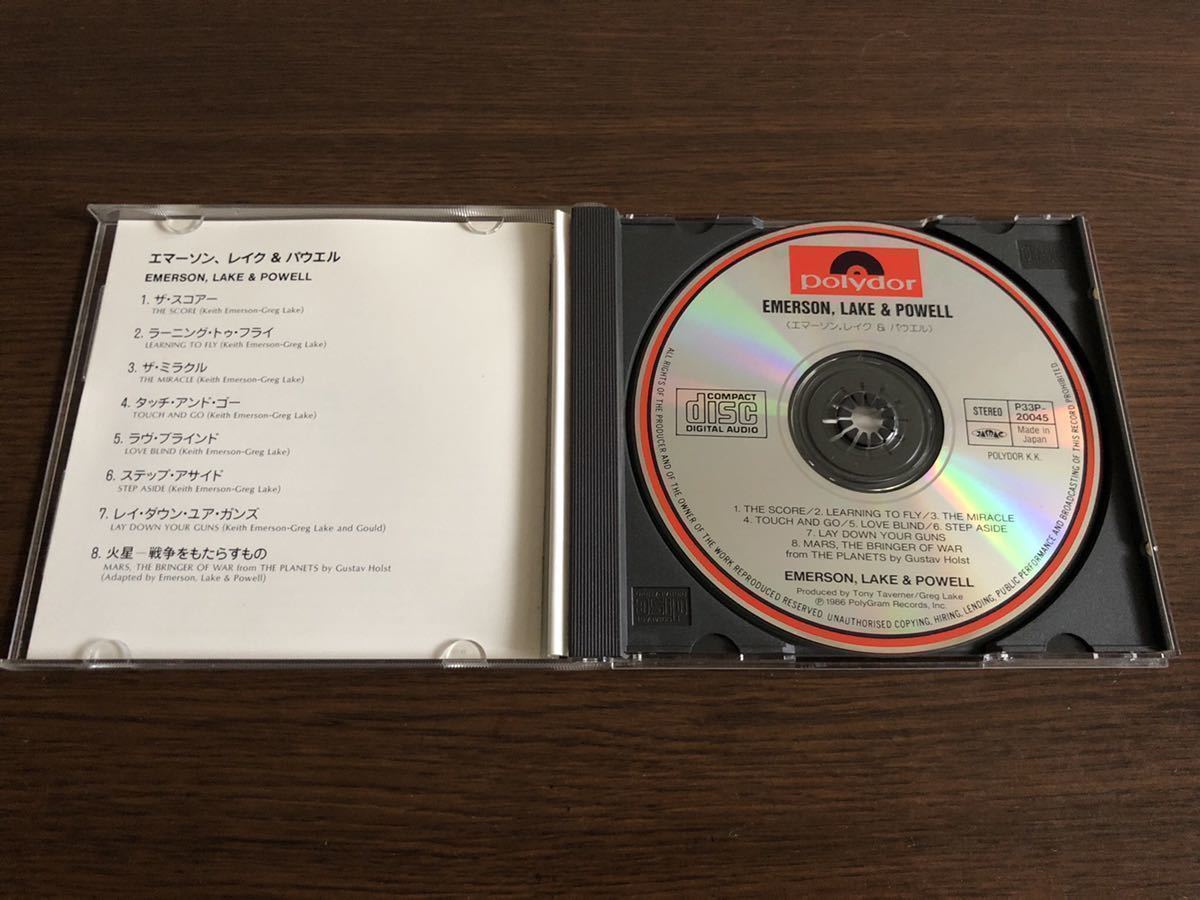 エマーソン、レイク & パウエル
EMERSON, LAKE & POWELL
1. ザ・スコアー
THE SCORE (Keith Emerson-Greg Lake)
2. ラーニング・トゥ・フライ
LEARNING TO FLY (Keith Emerson-Greg Lake)
3. ザ・ミラクル
THE MIRACLE (Keith Emerson-Greg Lake)
4. タッチ・アンド・ゴー
TOUCH AND GO (Keith Emerson-Greg Lake)
5. ラヴ・ブラインド
LOVE BLIND (Keith Emerson-Greg Lake)
6. ステップ・アサイド
STEP ASIDE (Keith Emerson-Greg Lake)
7. レイ・ダウン・ユア・ガンズ
LAY DOWN YOUR GUNS (Keith Emerson-Greg Lake and Gould)
8. 火星—戦争をもたらすもの
MARS, THE BRINGER OF WAR from THE PLANETS by Gustav Holst
(Adapted by Emerson, Lake & Powell)
polydor
EMERSON, LAKE & POWELL
(エマーソン,レイク & パウエル)
COMPACT
disc
DIGITAL AUDIO
STEREO
P33P-
20045
JASRAC
Made in
Japan
POLYDOR K.K.
1. THE SCORE/2. LEARNING TO FLY/3. THE MIRACLE
4. TOUCH AND GO/5. LOVE BLIND/6. STEP ASIDE
7. LAY DOWN YOUR GUNS
8. MARS, THE BRINGER OF WAR
from THE PLANETS by Gustav Holst
EMERSON, LAKE & POWELL
Produced by Tony Taverner/Greg Lake
℗ 1986 PolyGram Records, Inc.
ALL RIGHTS OF THE PRODUCER AND OF THE OWNER OF THE WORK REPRODUCED RESERVED UNAUTHORISED COPYING, HIRING, LENDING, PUBLIC PERFORMANCE AND BROADCASTING OF THIS RECORD PROHIBITED